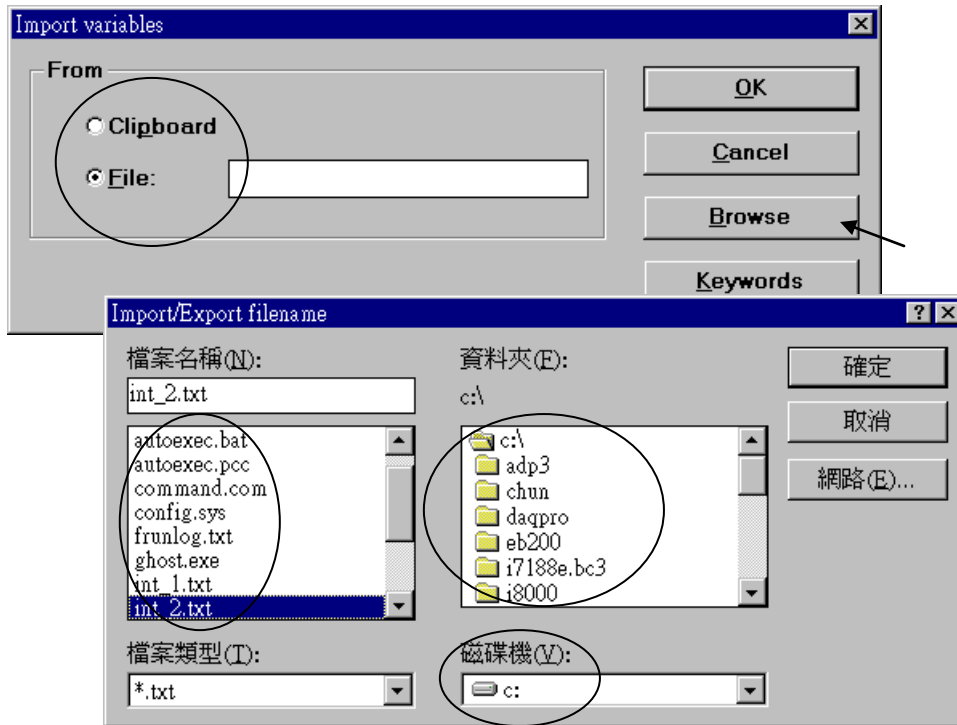 Import variables
From
Clipboard
File:
OK
Cancel
Browse
Keywords
Import/Export filename
檔案名稱(N):
int_2.txt
autoexec.bat
autoexec.pcc
command.com
config.sys
frunlog.txt
ghost.exe
int_1.txt
int_2.txt
檔案類型(T):
*.txt
資料夾(F):
c:\
c:\
adp3
chun
daqpro
eb200
i7188e.bc3
i8000
磁碟機(V):
c:
確定
取消
網路(E)...